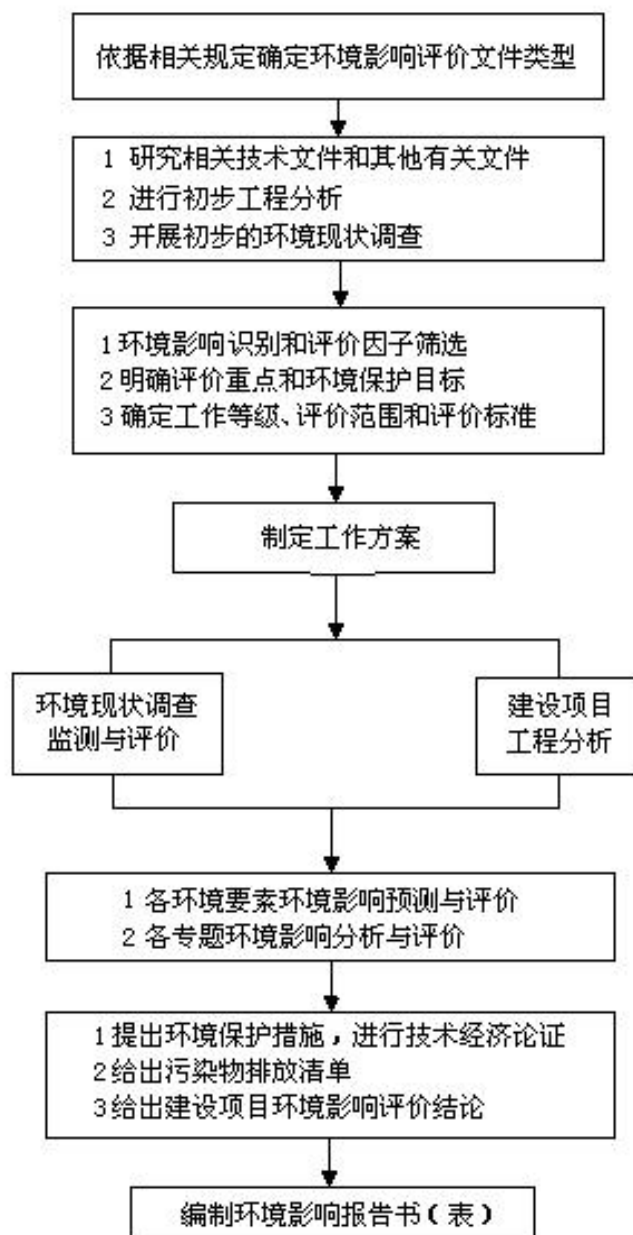 依据相关规定确定环境影响评价文件类型
1 研究相关技术文件和其他有关文件
2 进行初步工程分析
3 开展初步的环境现状调查
1环境影响识别和评价因子筛选
2明确评价重点和环境保护目标
3确定工作等级、评价范围和评价标准
制定工作方案
环境现状调查
监测与评价
建设项目
工程分析
1 各环境要素环境影响预测与评价
2 各专题环境影响分析与评价
1提出环境保护措施，进行技术经济论证
2给出污染物排放清单
3给出建设项目环境影响评价结论
编制环境影响报告书（表）